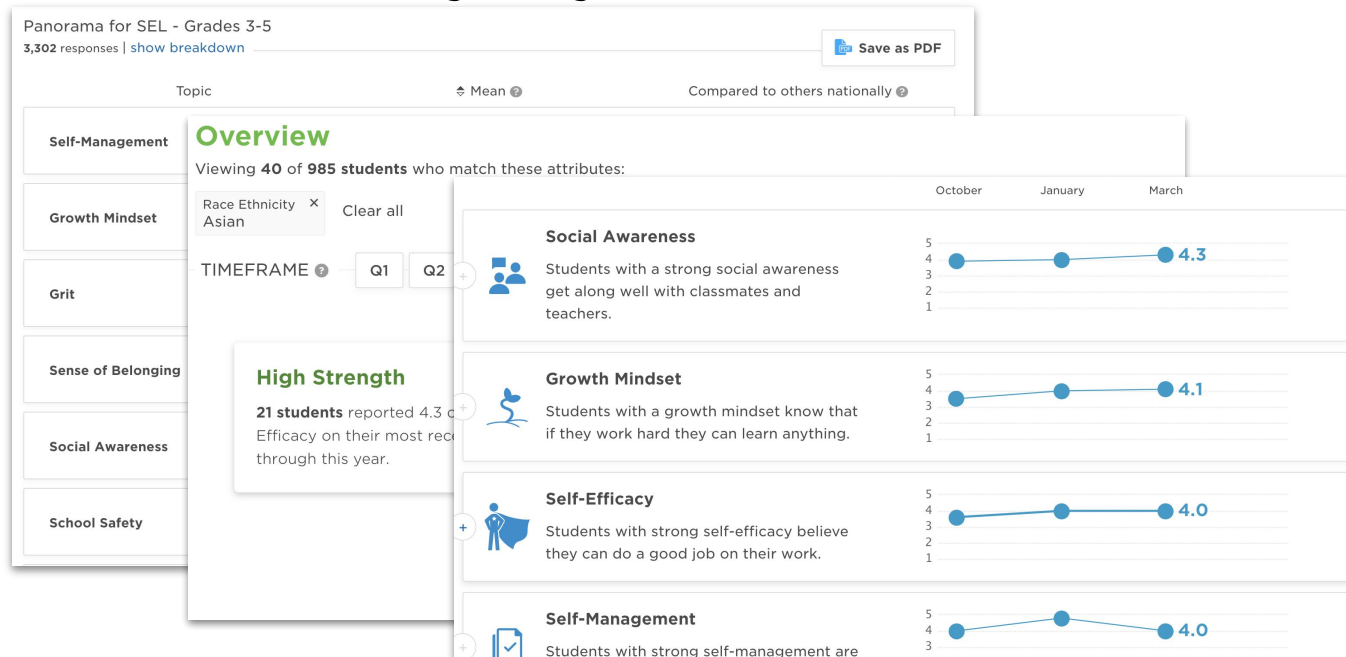 Panorama for SEL - Grades 3-5
3,302 responses | show breakdown
Save as PDF
Topic
Mean
Compared to others nationally
Self-Management
Growth Mindset
Grit
Sense of Belonging
Social Awareness
School Safety
Overview
Viewing 40 of 985 students who match these attributes:
Race Ethnicity ×
Asian
Clear all
TIMEFRAME
Q1
Q2
High Strength
21 students reported 4.3
Efficacy on their most
through this year.
October January March
Social Awareness
Students with a strong social awareness
get along well with classmates and
teachers.
5
4
3
2
1
4.3
Growth Mindset
Students with a growth mindset know that
if they work hard they can learn anything.
5
4
3
2
1
4.1
Self-Efficacy
Students with strong self-efficacy believe
they can do a good job on their work.
5
4
3
2
1
4.0
Self-Management
Students with strong self-management are
5
4
3
4.0